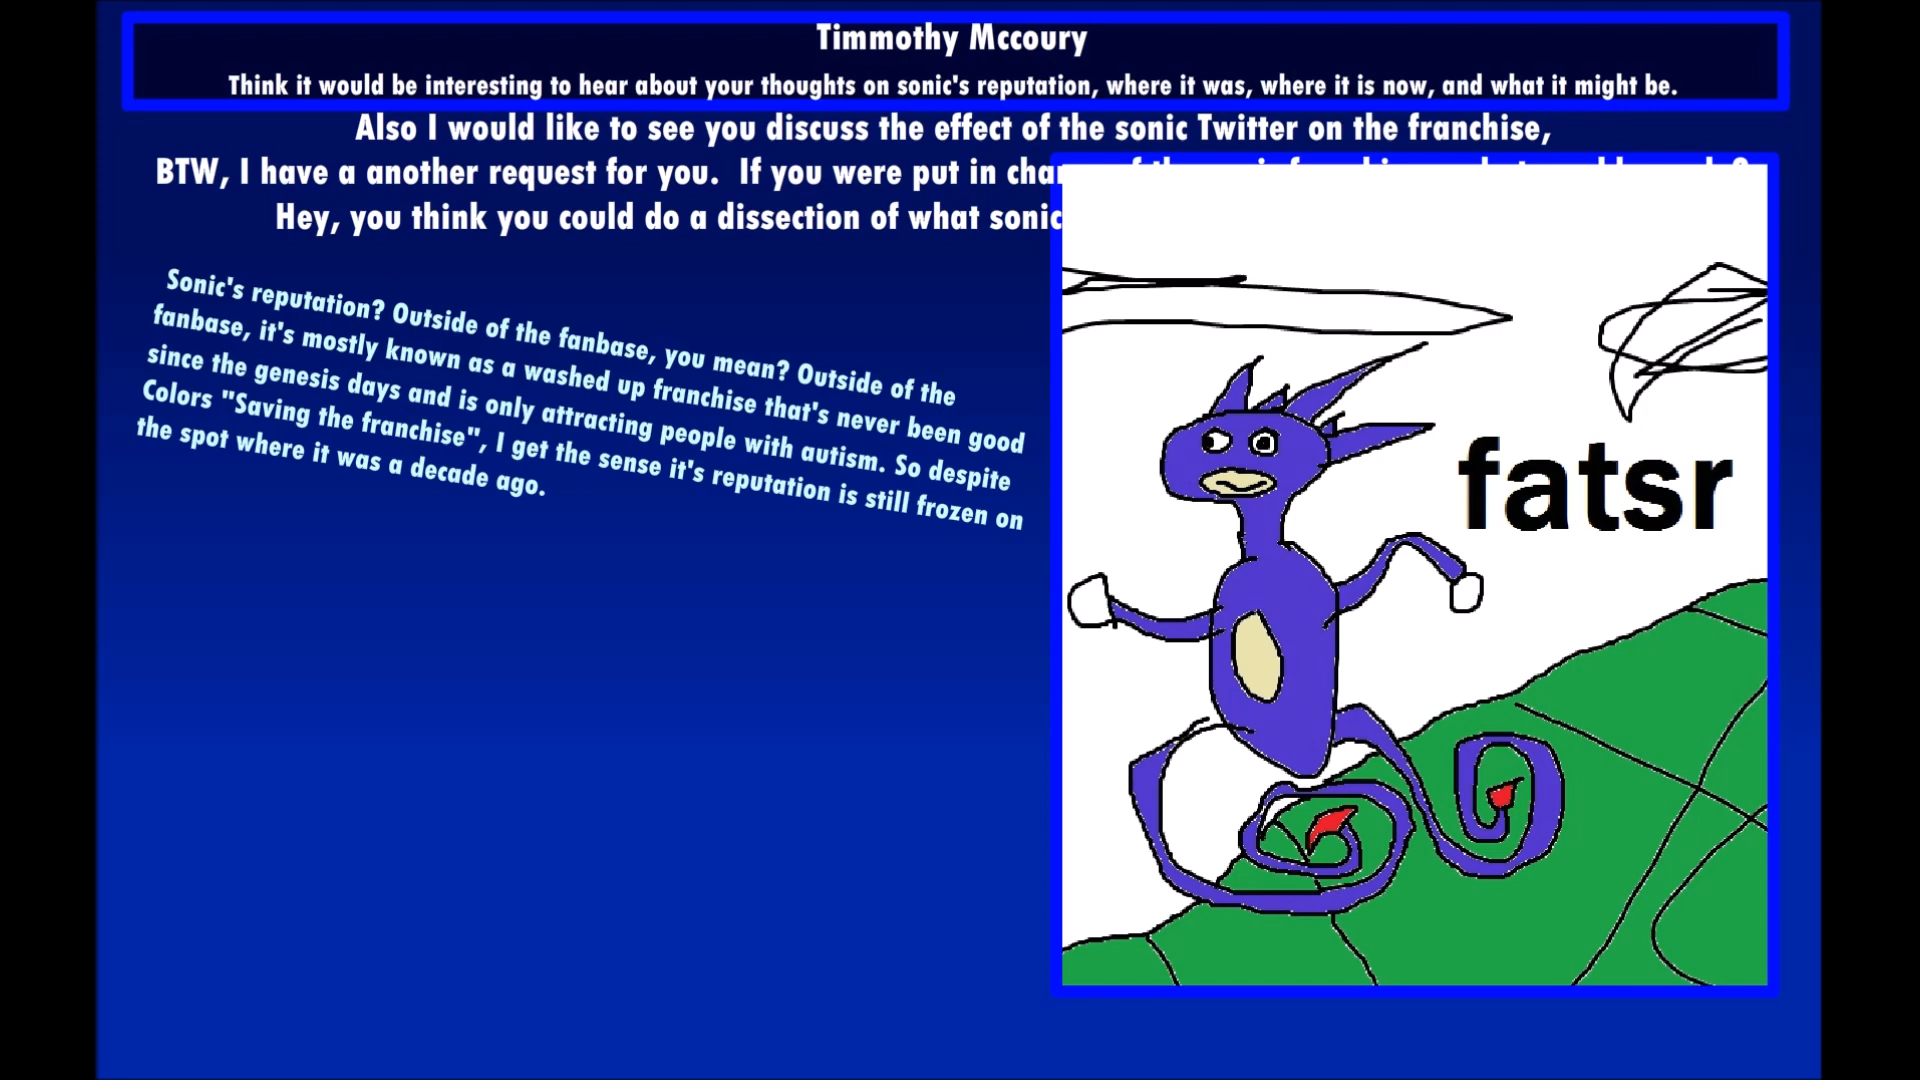 Timmothy Mccoury
Think it would be interesting to hear about your thoughts on sonic's reputation, where it was, where it is now, and what it might be.
Also I would like to see you discuss the effect of the sonic Twitter on the franchise,
BTW, I have a another request for you.  If you were put in
Hey, you think you could do a dissection of what sonic
Sonic's reputation? Outside of the fanbase, you mean? Outside of the
fanbase, it's mostly known as a washed up franchise that's never been good
since the genesis days and is only attracting people with autism. So despite
Colors "Saving the franchise", I get the sense it's reputation is still frozen on
the spot where it was a decade ago.
fatsr